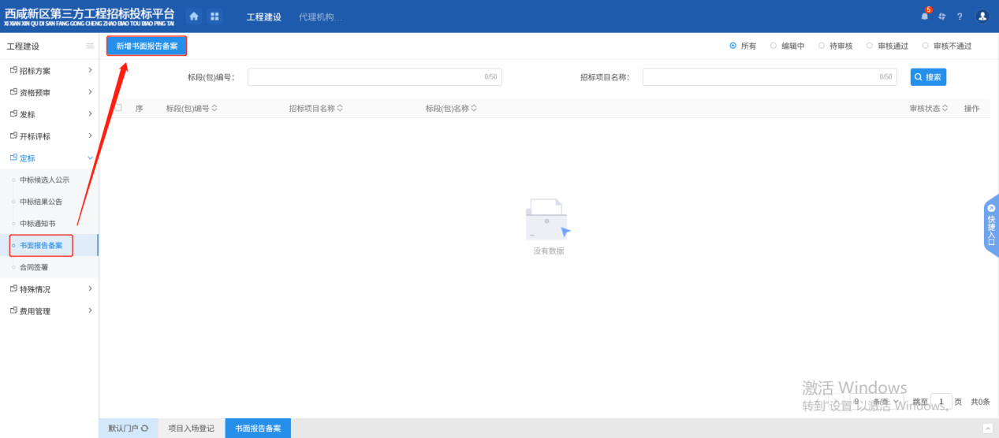 西咸新区第三方工程招标投标平台
XI XIAN XIN QU DI SAN FANG GONG CHENG ZHAO BIAO TOU BIAO PING TAI
工程建设 代理机构...
5
?
工程建设
新增书面报告备案
所有 编辑中 待审核 审核通过 审核不通过
招标方案
资格预审
发标
开标评标
定标
中标候选人公示
中标结果公告
中标通知书
书面报告备案
合同签署
特殊情况
费用管理
标段(包)编号: 0/50 招标项目名称: 0/50 搜索
序 标段(包)编号 招标项目名称 标段(包)名称 审核状态 操作
没有数据
快捷入口
激活 Windows
转到"设置"以激活 Windows。
条/页 跳至 1 页 共0条
默认门户 项目入场登记 书面报告备案